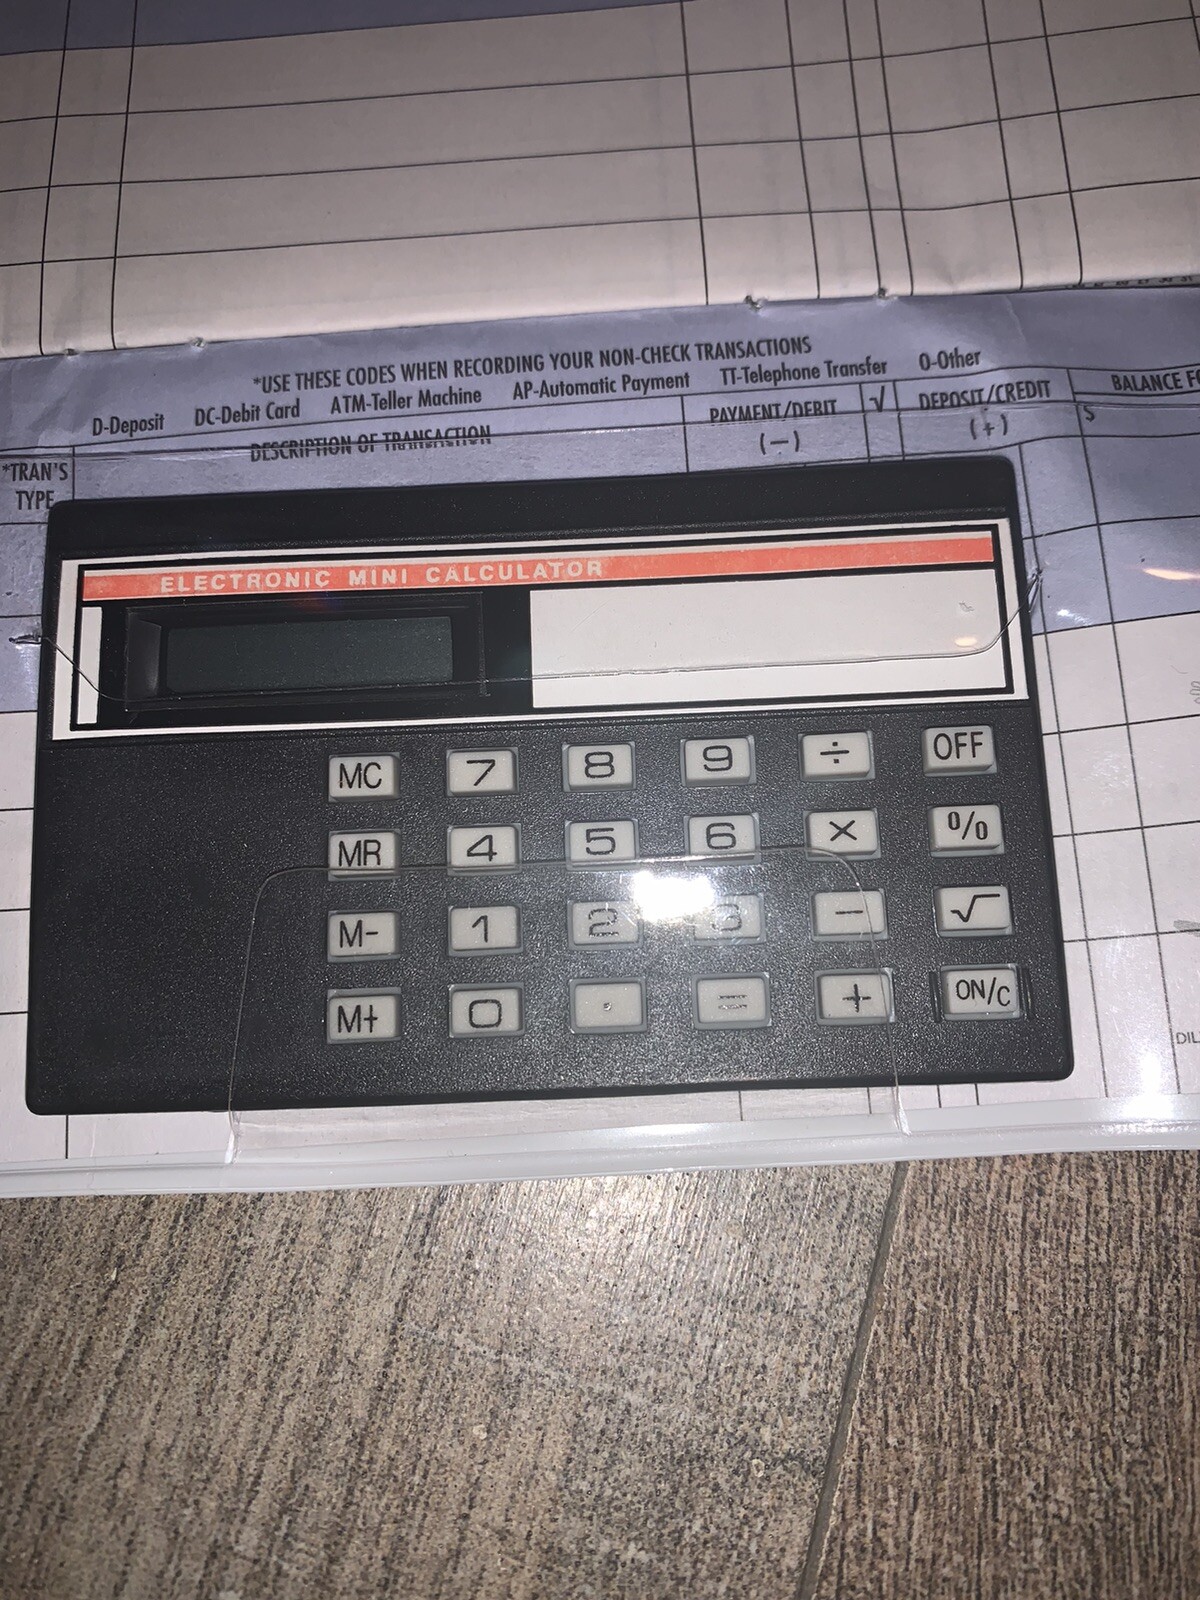 *USE THESE CODES WHEN RECORDING YOUR NON-CHECK TRANSACTIONS
D-Deposit DC-Debit Card ATM-Teller Machine AP-Automatic Payment TT-Telephone Transfer O-Other
*TRAN'S TYPE DESCRIPTION OF TRANSACTION PAYMENT/DEBIT (−) √ DEPOSIT/CREDIT (+) BALANCE
$
ELECTRONIC MINI CALCULATOR
MC 7 8 9 ÷ OFF
MR 4 5 6 × %
M- 1 2 3 − √
M+ 0 . = + ON/C